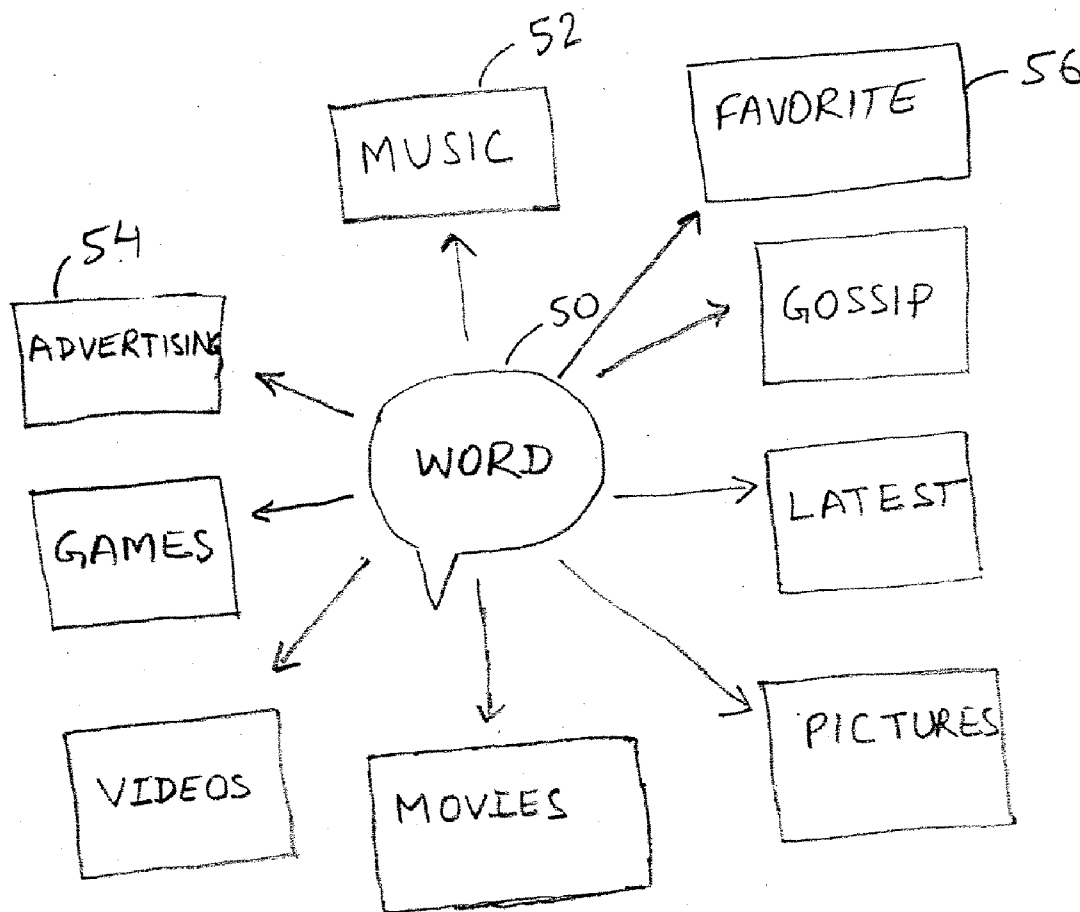 52
56
MUSIC
FAVORITE
54
ADVERTISING
GOSSIP
50
WORD
LATEST
GAMES
PICTURES
VIDEOS
MOVIES